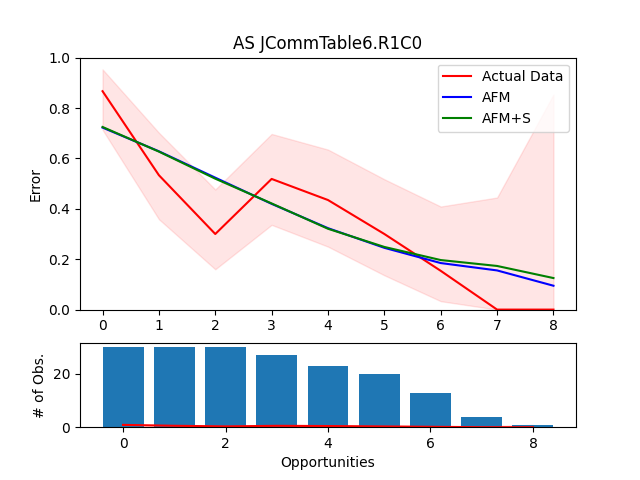 AS JCommTable6.R1C0
Error
1.0
0.8
0.6
0.4
0.2
0.0
Actual Data
AFM
AFM+S
0 1 2 3 4 5 6 7 8
# of Obs.
20
0
0 2 4 6 8
Opportunities